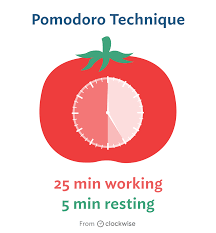 Pomodoro Technique
25 min working
5 min resting
From clockwise